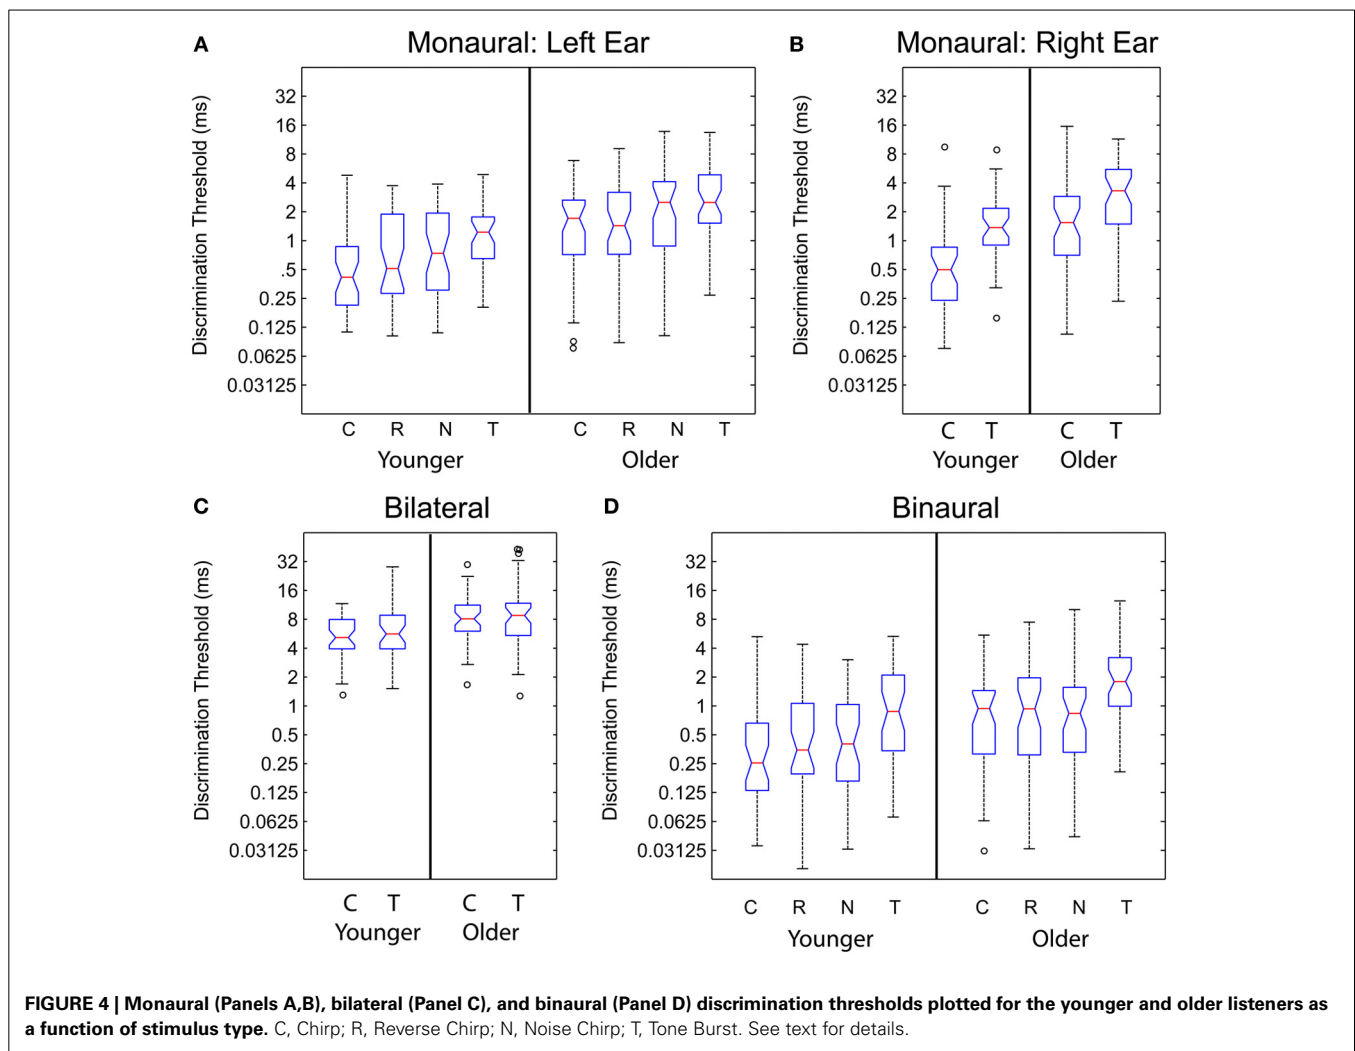 A
Monaural: Left Ear
Discrimination Threshold (ms)
32
16
8
4
2
1
.5
0.25
0.125
0.0625
0.03125
C R N T C R N T
Younger Older
B
Monaural: Right Ear
Discrimination Threshold (ms)
32
16
8
4
2
1
0.5
0.25
0.125
0.0625
0.03125
C T C T
Younger Older
C
Bilateral
Discrimination Threshold (ms)
32
16
8
4
2
1
0.5
0.25
0.125
0.0625
0.03125
C T C T
Younger Older
D
Binaural
Discrimination Threshold (ms)
32
16
8
4
2
1
0.5
0.25
0.125
0.0625
0.03125
C R N T C R N T
Younger Older
FIGURE 4 | Monaural (Panels A,B), bilateral (Panel C), and binaural (Panel D) discrimination thresholds plotted for the younger and older listeners as
a function of stimulus type. C, Chirp; R, Reverse Chirp; N, Noise Chirp; T, Tone Burst. See text for details.